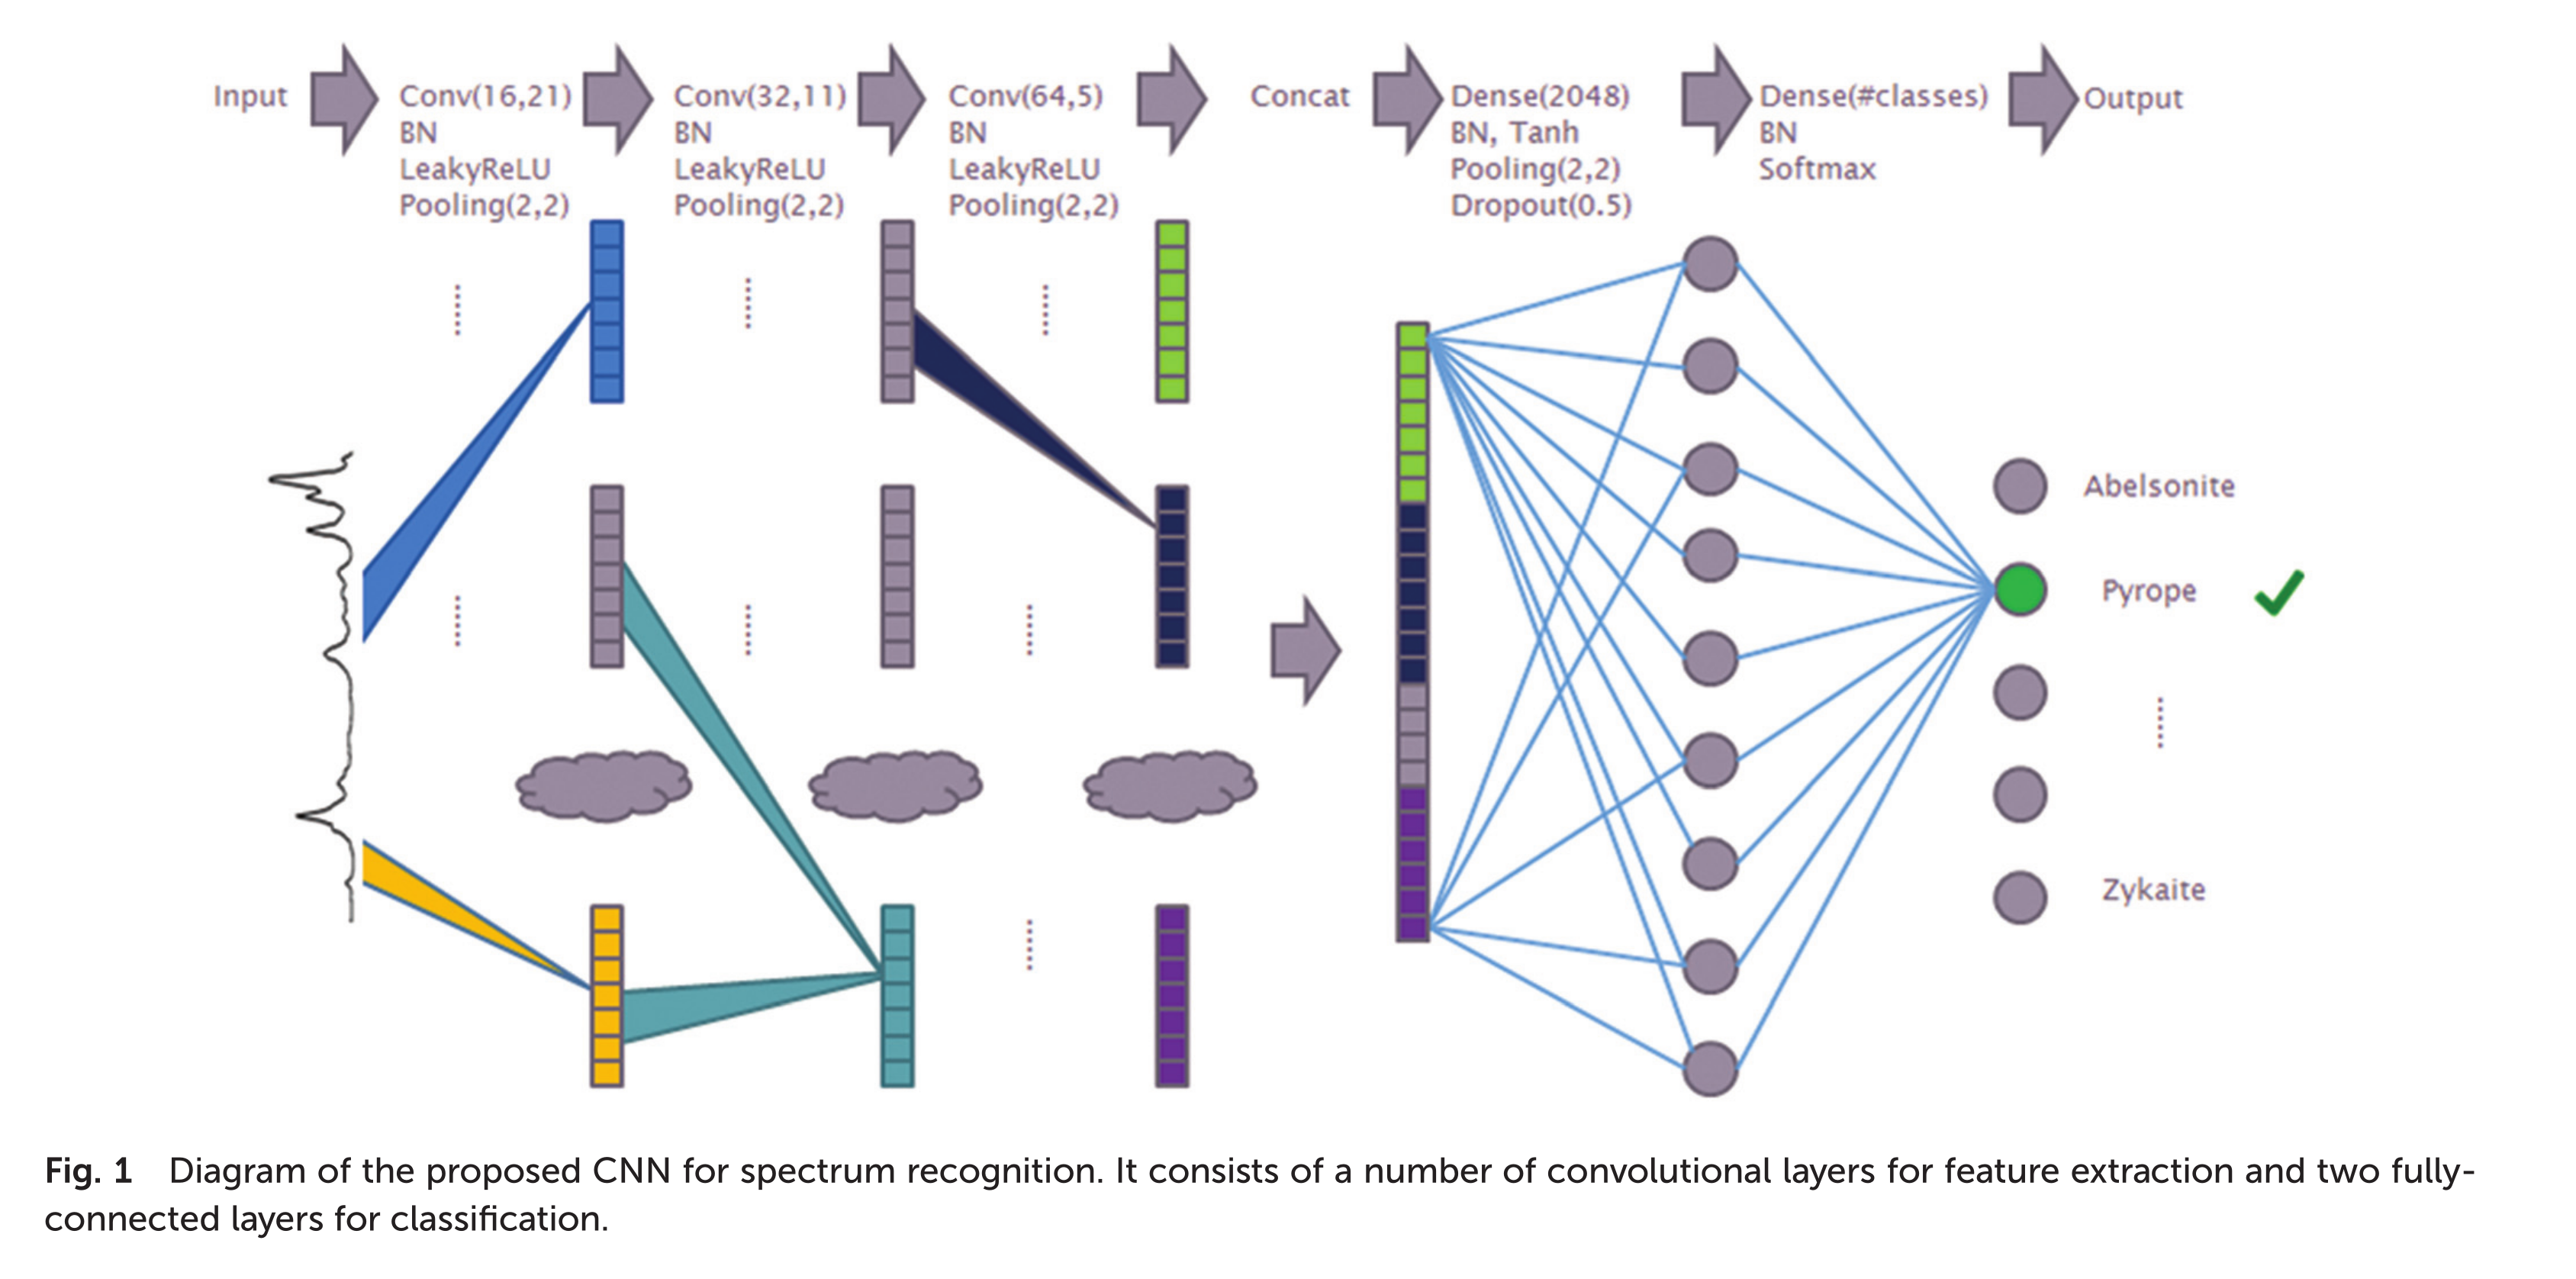 Input
Conv(16,21)
BN
LeakyReLU
Pooling(2,2)
Conv(32,11)
BN
LeakyReLU
Pooling(2,2)
Conv(64,5)
BN
LeakyReLU
Pooling(2,2)
Concat
Dense(2048)
BN, Tanh
Pooling(2,2)
Dropout(0.5)
Dense(#classes)
BN
Softmax
Output
Abelsonite
Pyrope
Zykaite
Fig. 1 Diagram of the proposed CNN for spectrum recognition. It consists of a number of convolutional layers for feature extraction and two fully-
connected layers for classification.